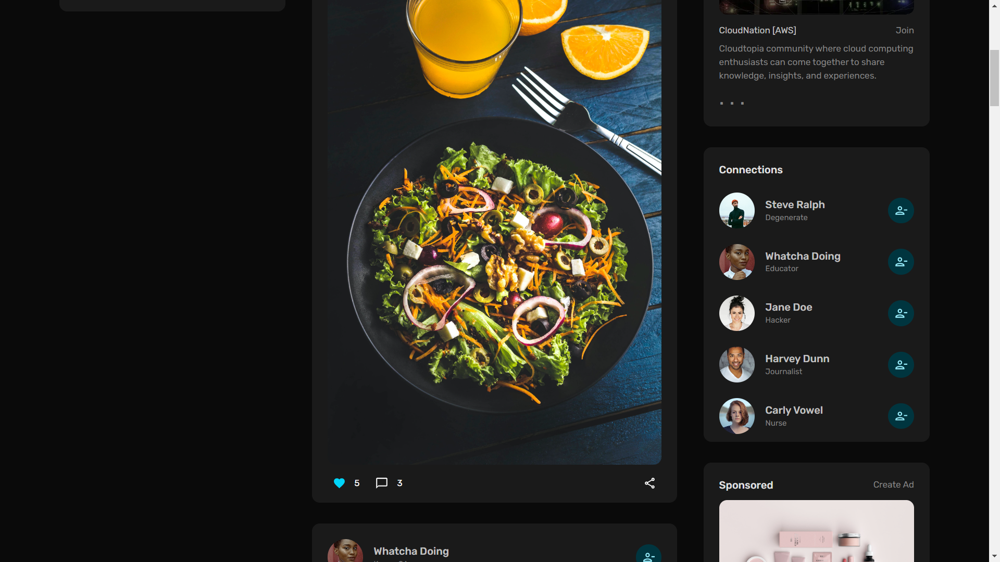 CloudNation [AWS]
Join
Cloudtopia community where cloud computing
enthusiasts can come together to share
knowledge, insights, and experiences.
Connections
Steve Ralph
Degenerate
Whatcha Doing
Educator
Jane Doe
Hacker
Harvey Dunn
Journalist
Carly Vowel
Nurse
5
3
Sponsored
Create Ad
Whatcha Doing